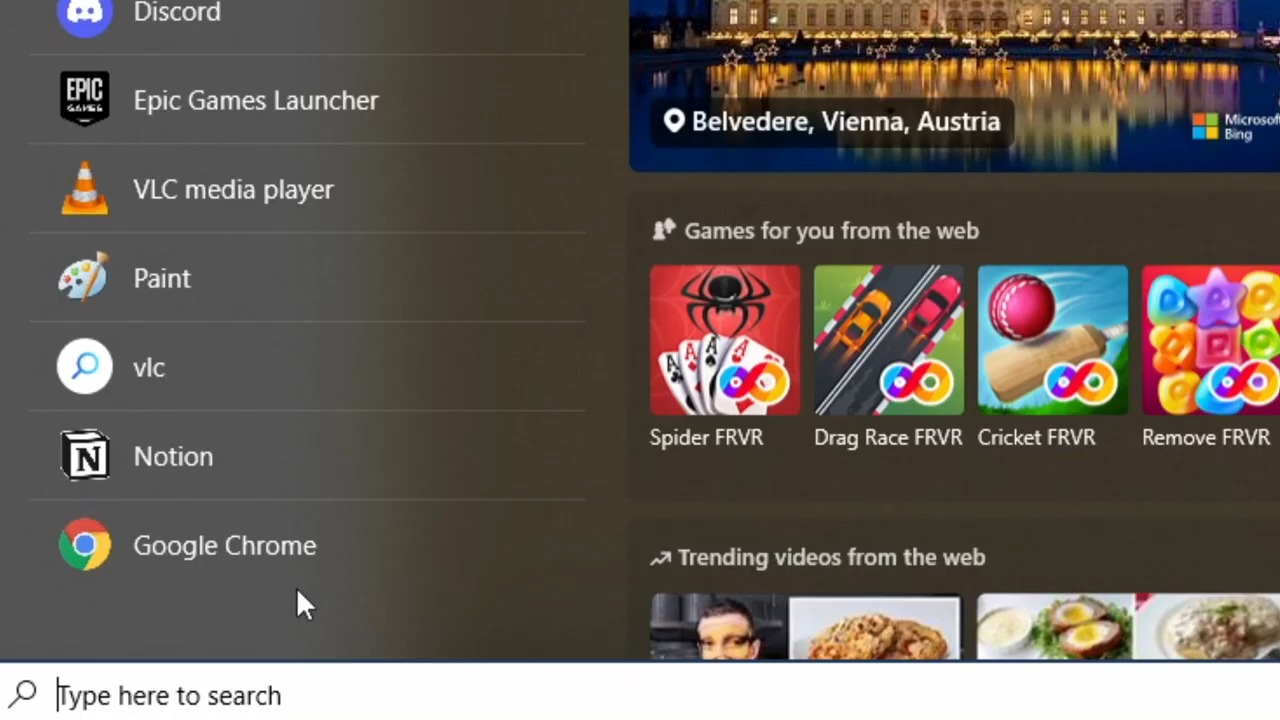 Discord
EPIC
GAMES
Epic Games Launcher
VLC media player
Paint
vlc
N
Notion
Google Chrome
Belvedere, Vienna, Austria
Microsoft
Bing
Games for you from the web
A A A A
Spider FRVR
Drag Race FRVR
Cricket FRVR
Remove FRVR
Trending videos from the web
Type here to search